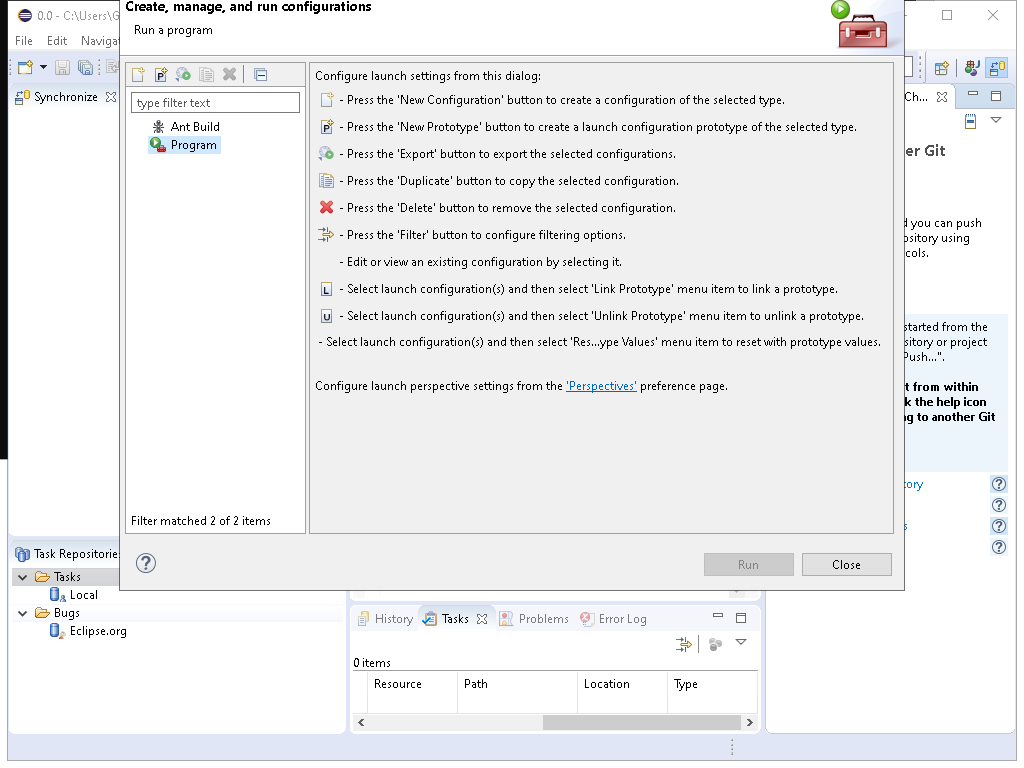 Create, manage, and run configurations
0.0 - C:\Users\G
Run a program
File Edit Navigat
Synchronize
Ch...
type filter text
Ant Build
Program
Filter matched 2 of 2 items
Configure launch settings from this dialog:
- Press the 'New Configuration' button to create a configuration of the selected type.
- Press the 'New Prototype' button to create a launch configuration prototype of the selected type.
- Press the 'Export' button to export the selected configurations.
- Press the 'Duplicate' button to copy the selected configuration.
- Press the 'Delete' button to remove the selected configuration.
- Press the 'Filter' button to configure filtering options.
- Edit or view an existing configuration by selecting it.
L - Select launch configuration(s) and then select 'Link Prototype' menu item to link a prototype.
U - Select launch configuration(s) and then select 'Unlink Prototype' menu item to unlink a prototype.
- Select launch configuration(s) and then select 'Res...ype Values' menu item to reset with prototype values.
Configure launch perspective settings from the 'Perspectives' preference page.
Run
Close
er Git
d you can push
ository using
cols.
started from the
ository or project
Push...".
t from within
k the help icon
ng to another Git
tory
s
Task Repositories
Tasks
Local
Bugs
Eclipse.org
History
Tasks
Problems
Error Log
0 items
Resource
Path
Location
Type